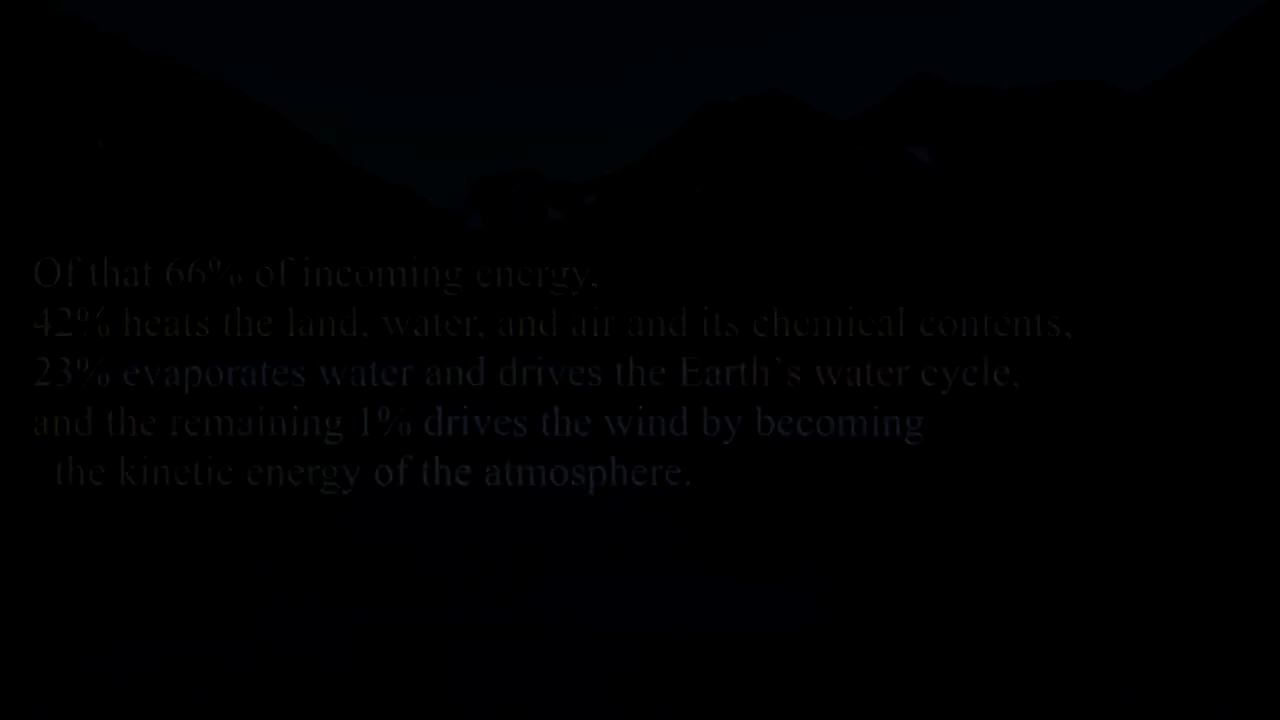 Of that 66% of incoming energy,
42% heats the land, water, and air and its chemical contents,
23% evaporates water and drives the Earth's water cycle,
and the remaining 1% drives the wind by becoming
the kinetic energy of the atmosphere.